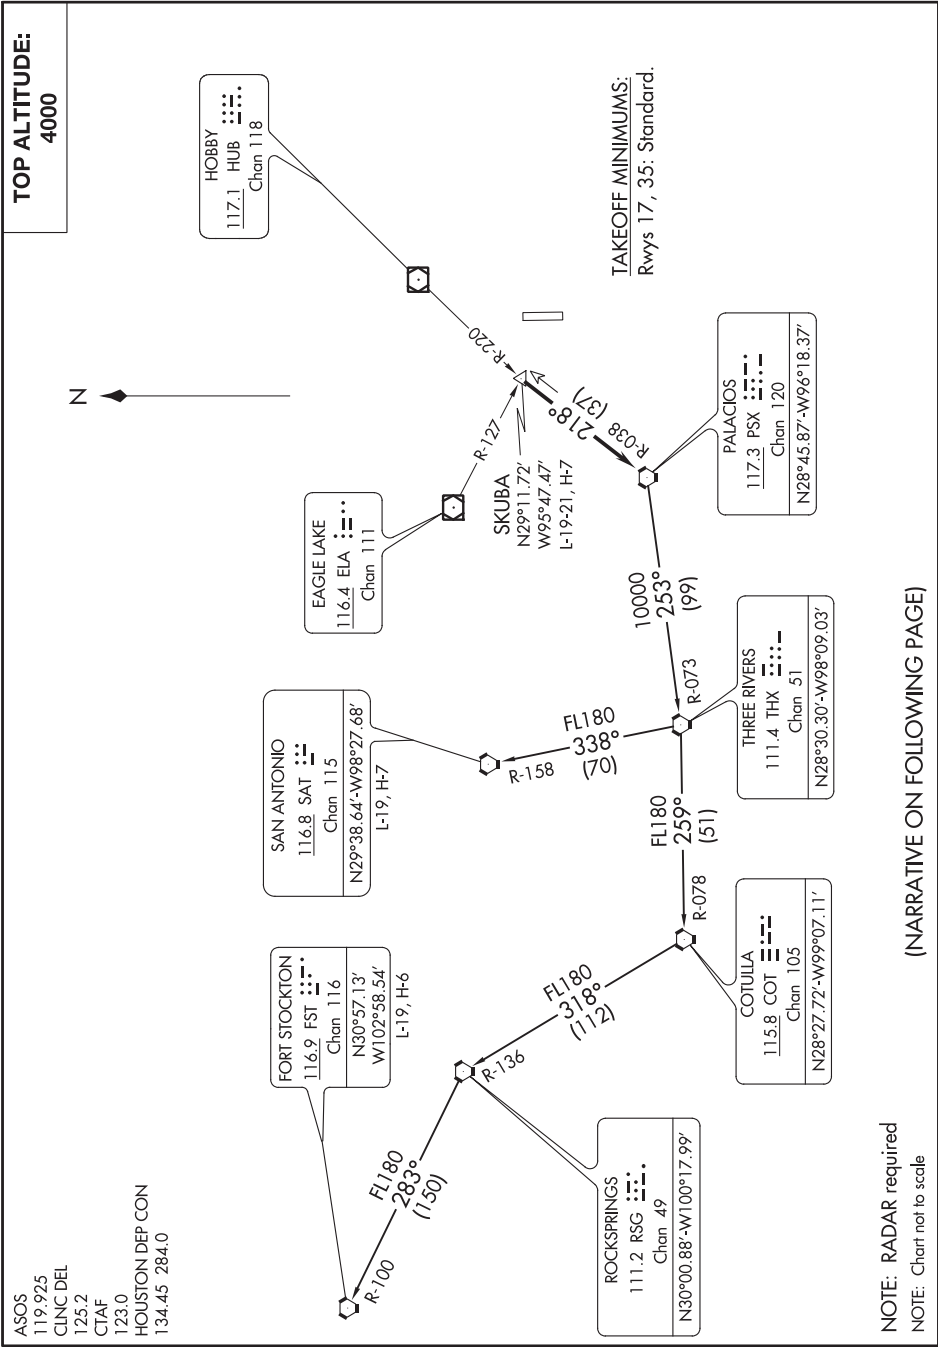 TOP ALTITUDE:
4000
ASOS
119.925
CLNC DEL
125.2
CTAF
123.0
HOUSTON DEP CON
134.45 284.0
N
HOBBY
117.1 HUB
Chan 118
EAGLE LAKE
116.4 ELA
Chan 111
SAN ANTONIO
116.8 SAT
Chan 115
N29°38.64'-W98°27.68'
L-19, H-7
FORT STOCKTON
116.9 FST
Chan 116
N30°57.13'
W102°58.54'
L-19, H-6
R-220
R-127
SKUBA
N29°11.72'
W95°47.47'
L-19-21, H-7
218°
(37)
R-038
TAKEOFF MINIMUMS:
Rwys 17, 35: Standard.
PALACIOS
117.3 PSX
Chan 120
N28°45.87'-W96°18.37'
10000
253°
(99)
R-073
THREE RIVERS
111.4 THX
Chan 51
N28°30.30'-W98°09.03'
FL180
338°
(70)
R-158
FL180
259°
(51)
R-078
COTULLA
115.8 COT
Chan 105
N28°27.72'-W99°07.11'
FL180
318°
(112)
R-136
ROCKSPRINGS
111.2 RSG
Chan 49
N30°00.88'-W100°17.99'
FL180
283°
(150)
R-100
(NARRATIVE ON FOLLOWING PAGE)
NOTE: RADAR required
NOTE: Chart not to scale